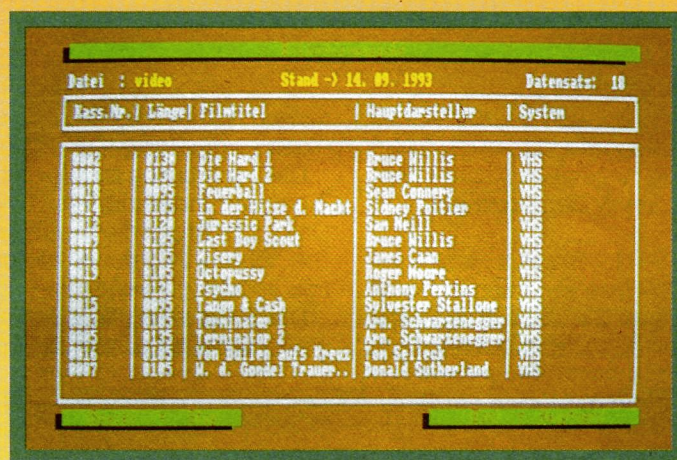 Datei : video Stand -> 14. 09. 1993 Datensatz: 18
Kass.Nr.| Länge| Filmtitel | Hauptdarsteller | System
0002 0130 Die Hard 1 Bruce Willis VHS
0130 Die Hard 2 Bruce Willis VHS
0095 Feuerball Sean Connery VHS
0014 0105 In der Hitze d. Nacht Sidney Poitier VHS
0012 0120 Jurassic Park Sam Neill VHS
0009 0105 Last Boy Scout Bruce Willis VHS
0010 0105 Misery James Caan VHS
0019 0105 Octopussy Roger Moore VHS
001 0120 Psycho Anthony Perkins VHS
0015 0095 Tango & Cash Sylvester Stallone VHS
0003 0105 Terminator 1 Arn. Schwarzenegger VHS
0005 0135 Terminator 2 Arn. Schwarzenegger VHS
0016 0105 Von Bullen aufs Kreuz Tom Selleck VHS
0007 0105 W. d. Gondel Trauer.. Donald Sutherland VHS